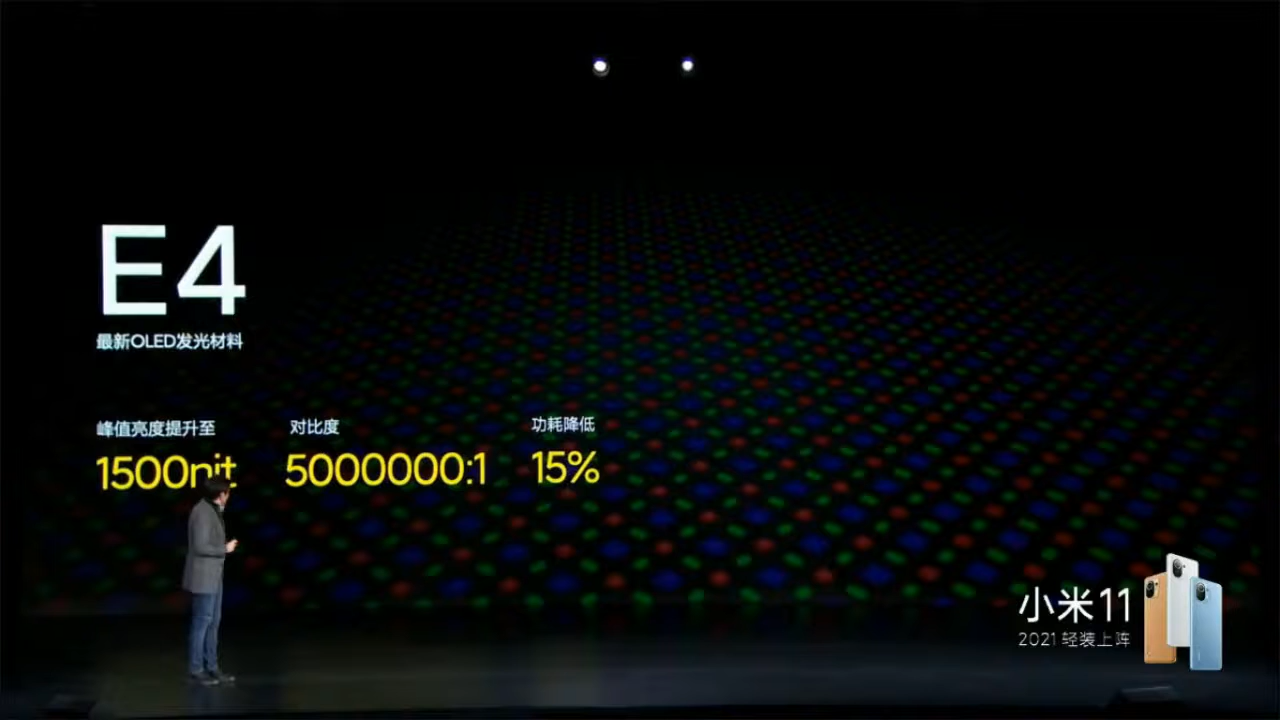 E4
最新OLED发光材料
峰值亮度提升至
1500nit
对比度
5000000:1
功耗降低
15%
小米11
2021 轻装上阵